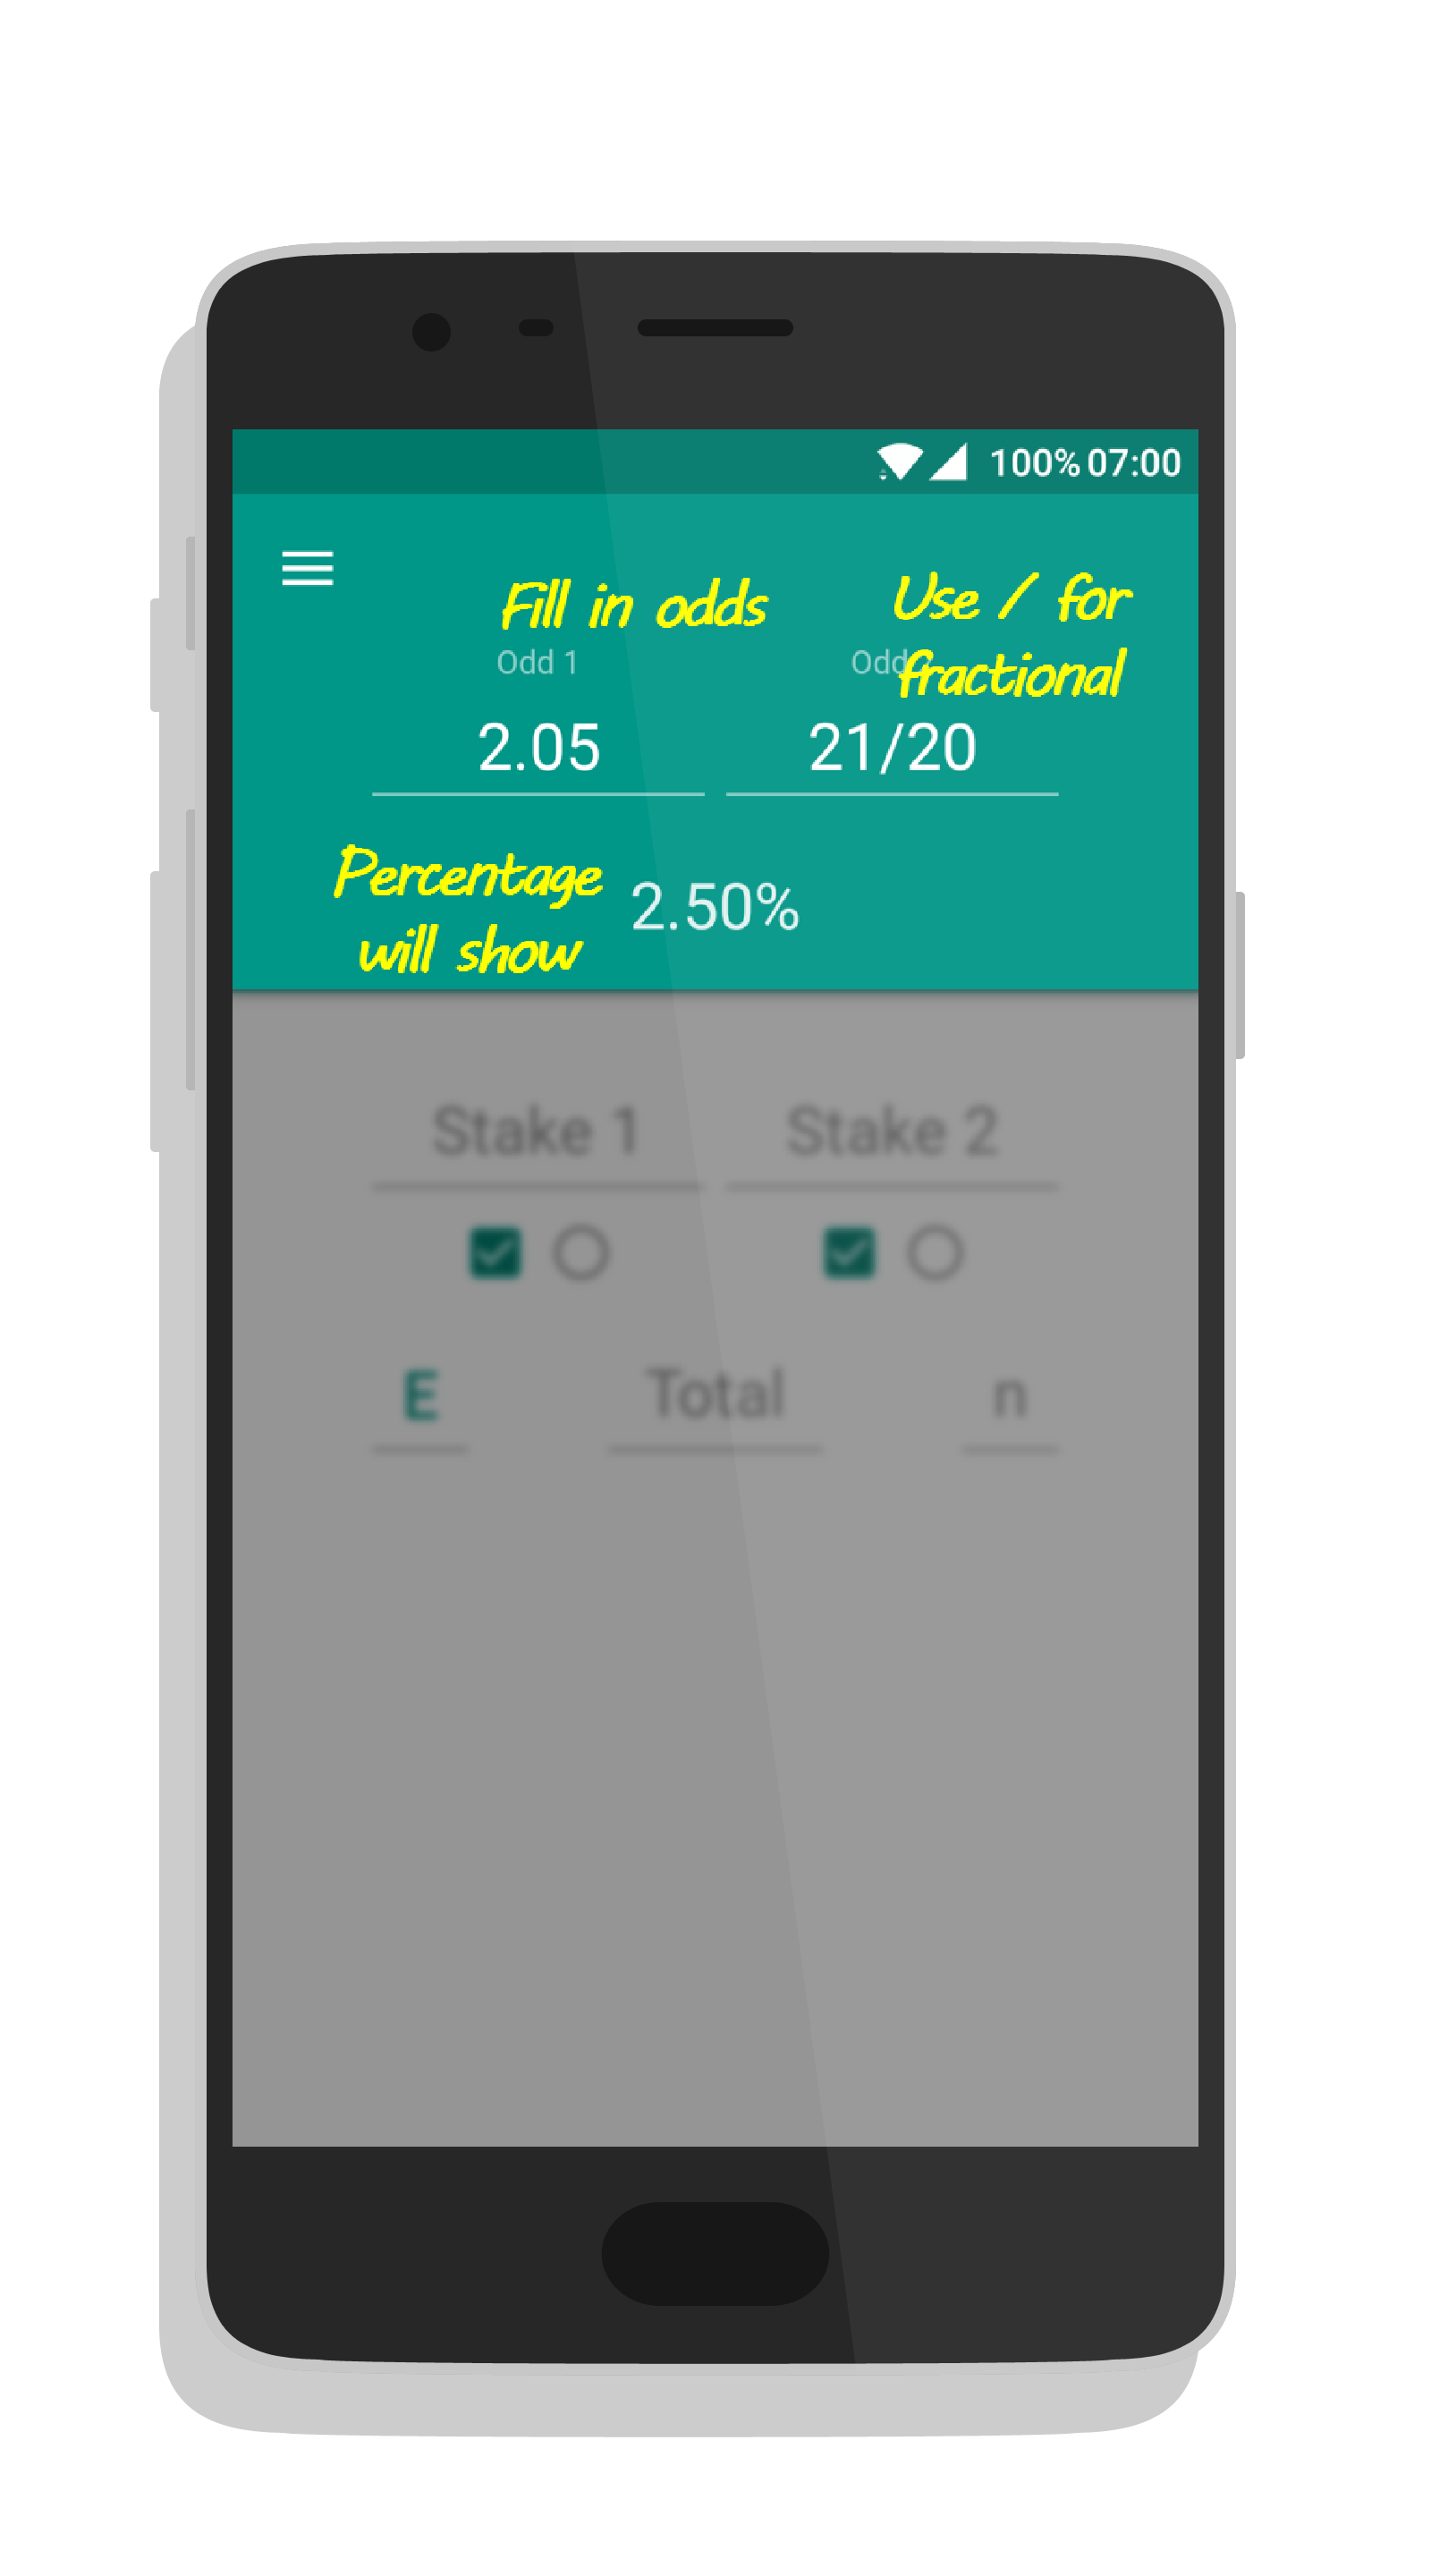 100% 07:00
Fill in odds
Use / for
fractional
Odd 1
Odd
2.05
21/20
Percentage
will show
2.50%
Stake 1
Stake 2
E
Total
n